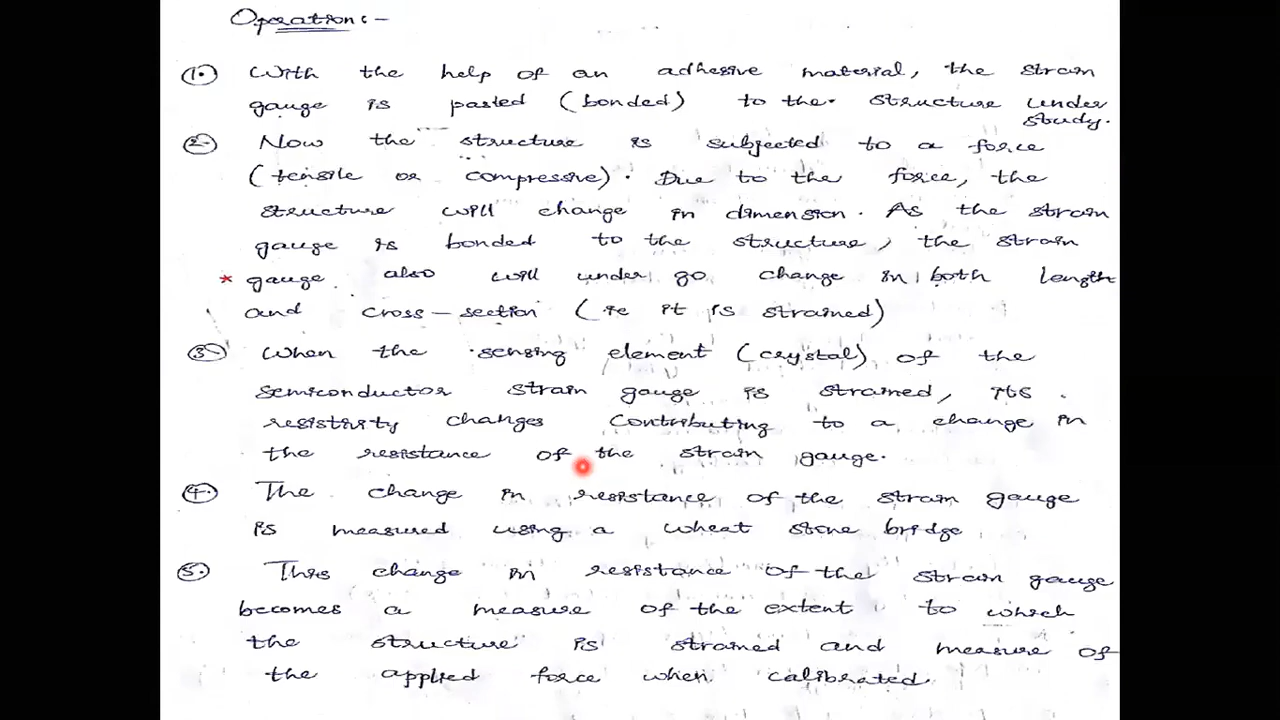 Operation:-
1. With the help of an adhesive material, the strain
gauge is pasted (bonded) to the structure under
study.
2. Now the structure is subjected to a force
(tensile or compressive). Due to the force, the
structure will change in dimension. As the strain
gauge is bonded to the structure, the strain
* gauge also will under go change in both length
and cross-section (ie it is strained)
3. When the sensing element (crystal) of the
semiconductor strain gauge is strained, its
resistivity changes contributing to a change in
the resistance of the strain gauge.
4. The change in resistance of the strain gauge
is measured using a wheat stone bridge
5. This change in resistance of the strain gauge
becomes a measure of the extent to which
the structure is strained and measure of
the applied force when calibrated.